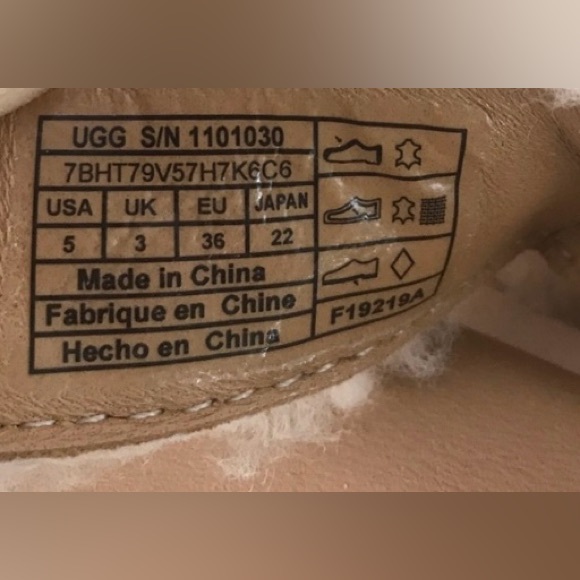 UGG S/N 1101030
7BHT79V57H7K6C6
USA UK EU JAPAN
5 3 36 22
Made in China
Fabrique en Chine
Hecho en China
F19219A